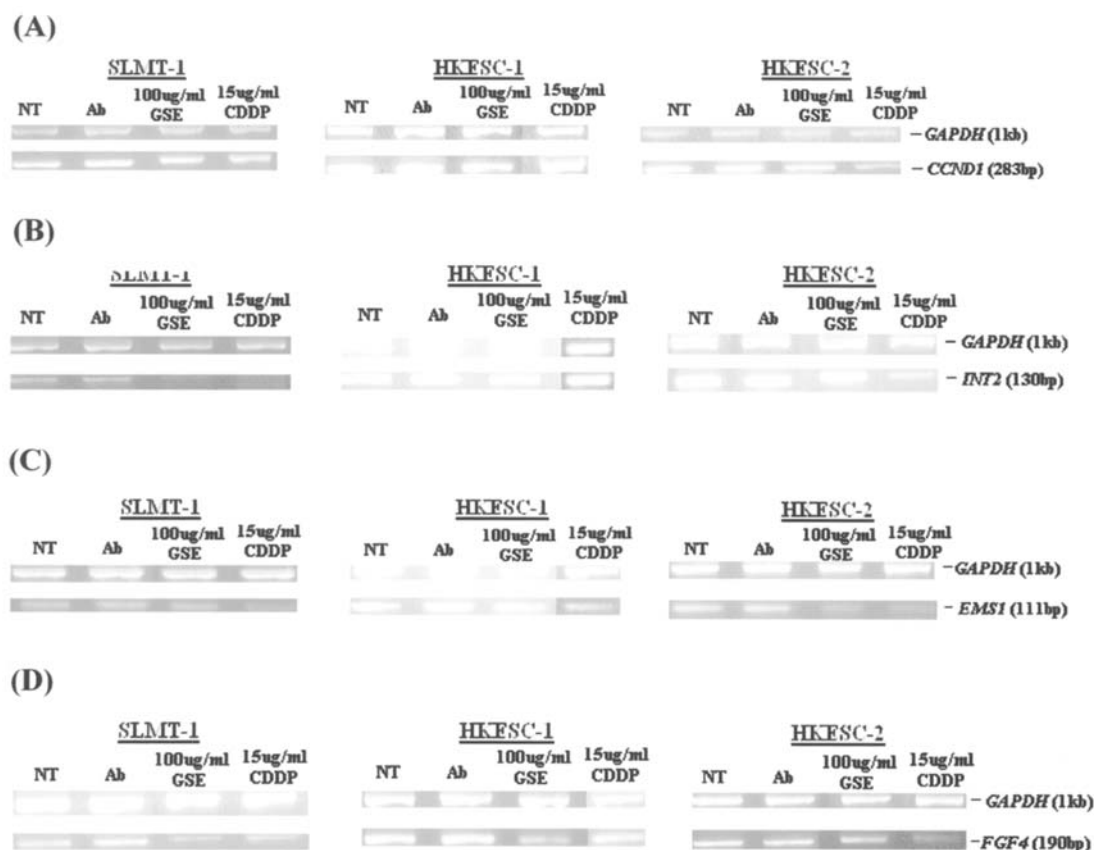 (A)
SLMT-1 HKESC-1 HKESC-2
NT Ab 100ug/ml GSE 15ug/ml CDDP NT Ab 100ug/ml GSE 15ug/ml CDDP NT Ab 100ug/ml GSE 15ug/ml CDDP
– GAPDH (1kb)
– CCND1 (283bp)
(B)
SLMT-1 HKESC-1 HKESC-2
NT Ab 100ug/ml GSE 15ug/ml CDDP NT Ab 100ug/ml GSE 15ug/ml CDDP NT Ab 100ug/ml GSE 15ug/ml CDDP
– GAPDH (1kb)
– INT2 (130bp)
(C)
SLMT-1 HKESC-1 HKESC-2
NT Ab 100ug/ml GSE 15ug/ml CDDP NT Ab 100ug/ml GSE 15ug/ml CDDP NT Ab 100ug/ml GSE 15ug/ml CDDP
– GAPDH (1kb)
– EMS1 (111bp)
(D)
SLMT-1 HKESC-1 HKESC-2
NT Ab 100ug/ml GSE 15ug/ml CDDP NT Ab 100ug/ml GSE 15ug/ml CDDP NT Ab 100ug/ml GSE 15ug/ml CDDP
– GAPDH (1kb)
– FGF4 (190bp)